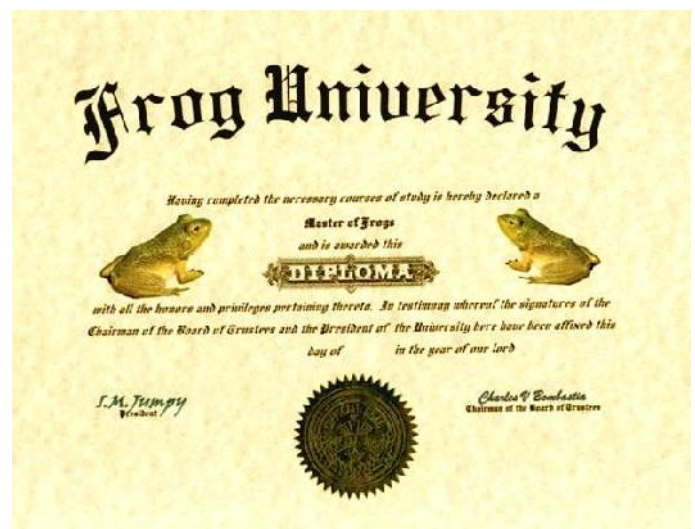 Frog University
Having completed the necessary courses of study is hereby declared a
Master of Frogs
and is awarded this
DIPLOMA
with all the honors and privileges pertaining thereto. In testimony whereof the signatures of the
Chairman of the Board of Trustees and the President of the University here have been affixed this
day of in the year of our lord
I.M. Jumpy
President
Charles V Bombastia
Chairman of the Board of Trustees